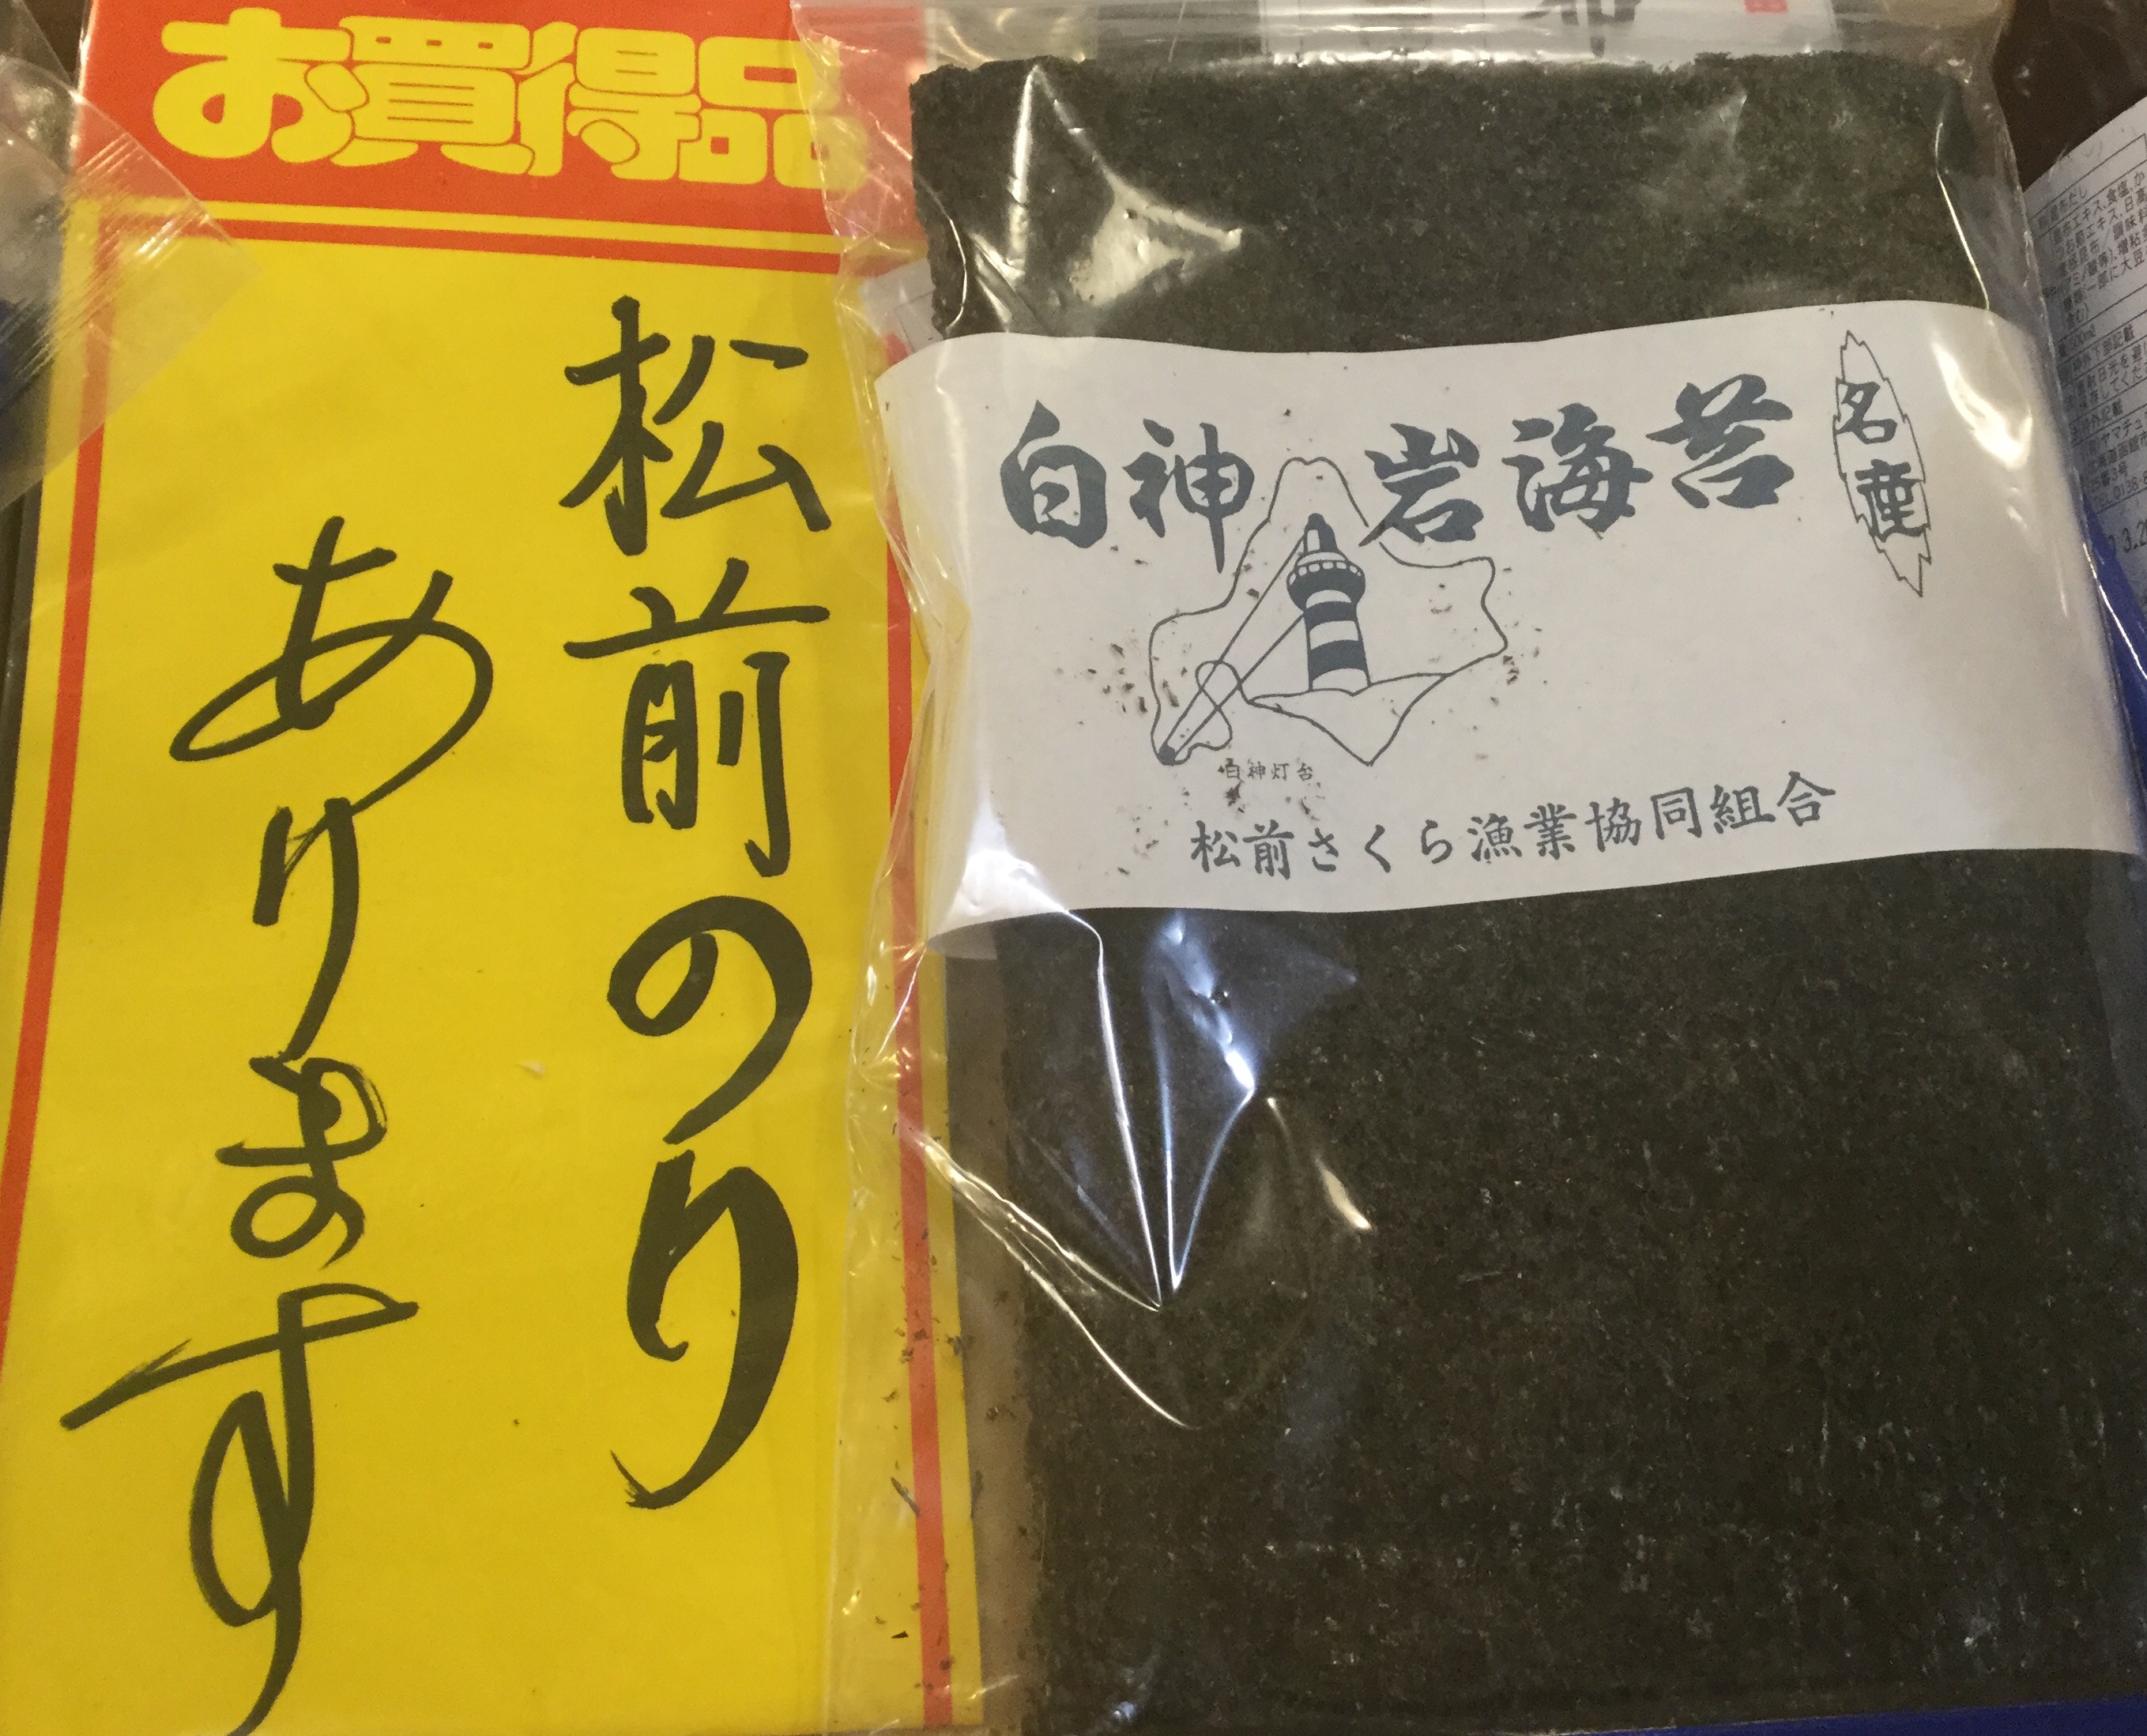 お買得品
松前のり
あります
名産
白神岩海苔
白神灯台
松前さくら漁業協同組合